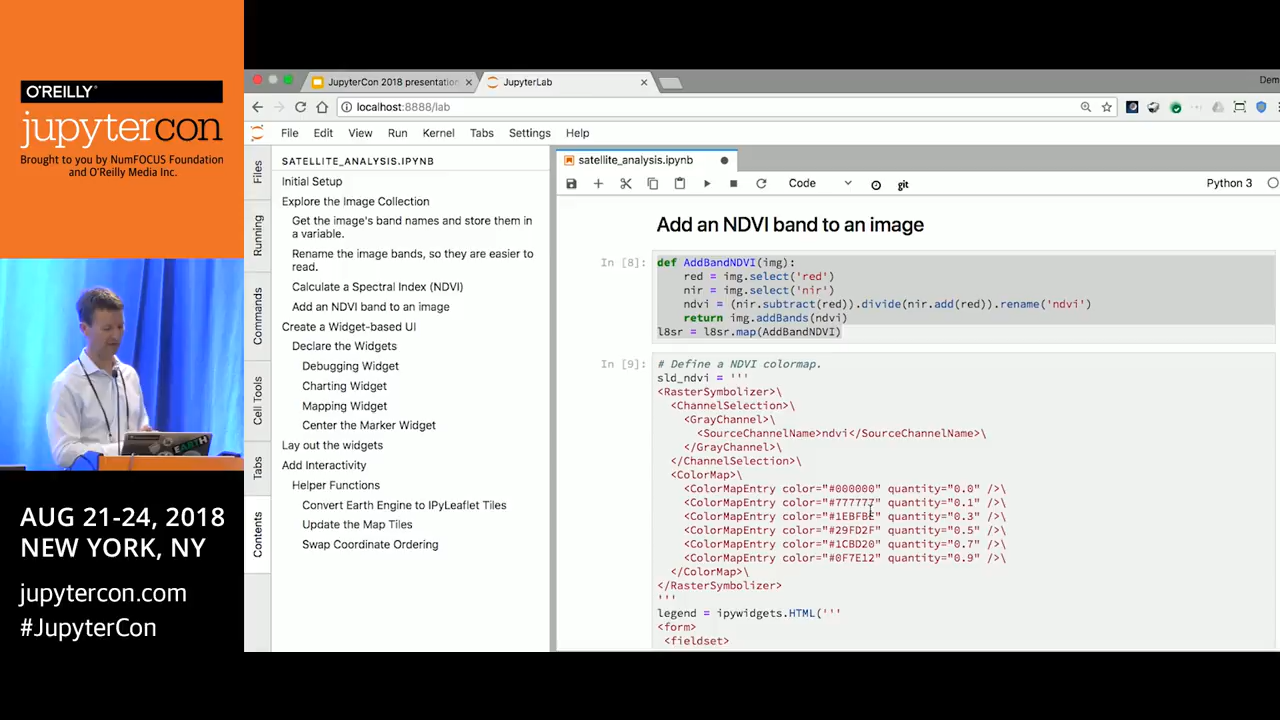 O'REILLY®
jupytercon
Brought to you by NumFOCUS Foundation
and O'Reilly Media Inc.
EARTH
AUG 21-24, 2018
NEW YORK, NY
jupytercon.com
#JupyterCon
JupyterCon 2018 presentation
JupyterLab
Dem
localhost:8888/lab
File Edit View Run Kernel Tabs Settings Help
Files
Running
Commands
Cell Tools
Tabs
Contents
SATELLITE_ANALYSIS.IPYNB
Initial Setup
Explore the Image Collection
Get the image's band names and store them in
a variable.
Rename the image bands, so they are easier to
read.
Calculate a Spectral Index (NDVI)
Add an NDVI band to an image
Create a Widget-based UI
Declare the Widgets
Debugging Widget
Charting Widget
Mapping Widget
Center the Marker Widget
Lay out the widgets
Add Interactivity
Helper Functions
Convert Earth Engine to IPyLeaflet Tiles
Update the Map Tiles
Swap Coordinate Ordering
satellite_analysis.ipynb
Code git Python 3
Add an NDVI band to an image
In [8]: def AddBandNDVI(img):
red = img.select('red')
nir = img.select('nir')
ndvi = (nir.subtract(red)).divide(nir.add(red)).rename('ndvi')
return img.addBands(ndvi)
l8sr = l8sr.map(AddBandNDVI)
In [9]: # Define a NDVI colormap.
sld_ndvi = '''
<RasterSymbolizer>\
<ChannelSelection>\
<GrayChannel>\
<SourceChannelName>ndvi</SourceChannelName>\
</GrayChannel>\
</ChannelSelection>\
<ColorMap>\
<ColorMapEntry color="#000000" quantity="0.0" />\
<ColorMapEntry color="#777777" quantity="0.1" />\
<ColorMapEntry color="#1EBFBE" quantity="0.3" />\
<ColorMapEntry color="#29FD2F" quantity="0.5" />\
<ColorMapEntry color="#1CBD20" quantity="0.7" />\
<ColorMapEntry color="#0F7E12" quantity="0.9" />\
</ColorMap>\
</RasterSymbolizer>
'''
legend = ipywidgets.HTML('''
<form>
<fieldset>